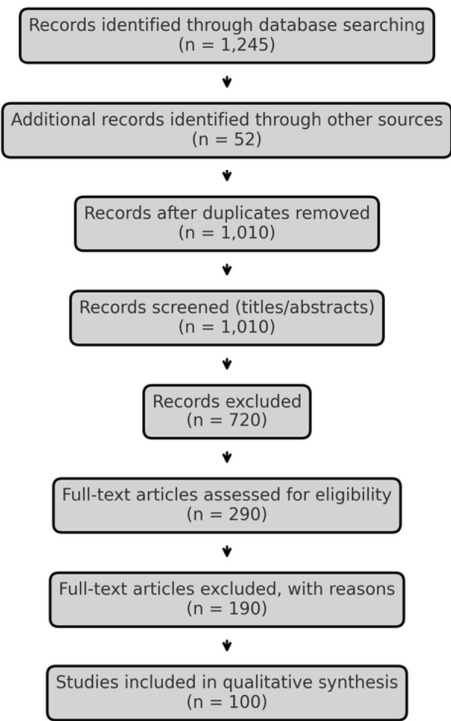 Records identified through database searching
(n = 1,245)
Additional records identified through other sources
(n = 52)
Records after duplicates removed
(n = 1,010)
Records screened (titles/abstracts)
(n = 1,010)
Records excluded
(n = 720)
Full-text articles assessed for eligibility
(n = 290)
Full-text articles excluded, with reasons
(n = 190)
Studies included in qualitative synthesis
(n = 100)